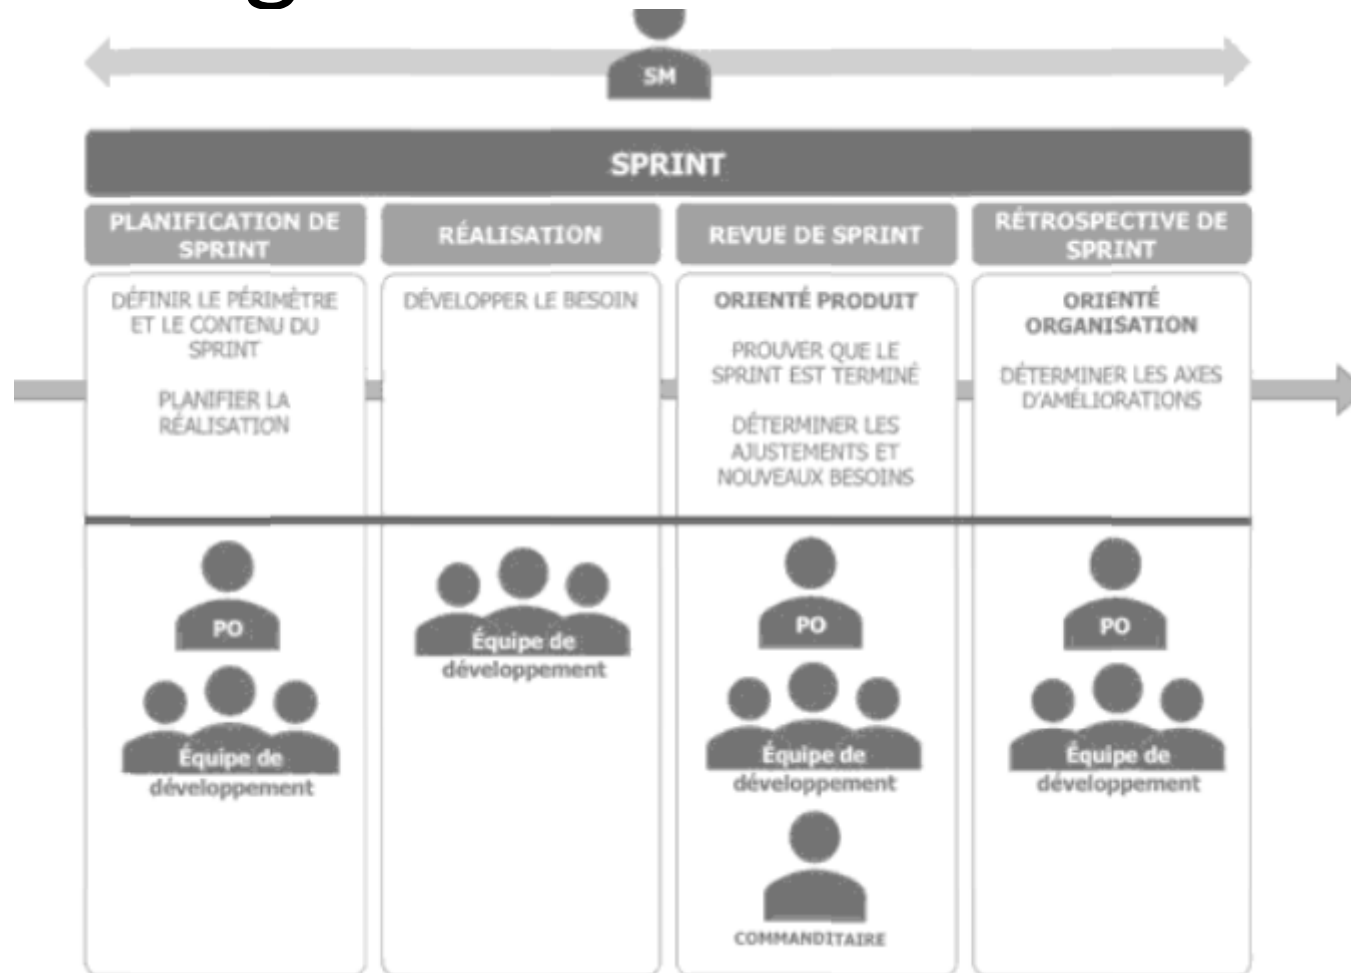 g
SM
SPRINT
PLANIFICATION DE
SPRINT
DÉFINIR LE PÉRIMÈTRE
ET LE CONTENU DU
SPRINT
PLANIFIER LA
RÉALISATION
PO
Équipe de
développement
RÉALISATION
DÉVELOPPER LE BESOIN
Équipe de
développement
REVUE DE SPRINT
ORIENTÉ PRODUIT
PROUVER QUE LE
SPRINT EST TERMINÉ
DÉTERMINER LES
AJUSTEMENTS ET
NOUVEAUX BESOINS
PO
Équipe de
développement
COMMANDITAIRE
RÉTROSPECTIVE DE
SPRINT
ORIENTÉ
ORGANISATION
DÉTERMINER LES AXES
D'AMÉLIORATIONS
PO
Équipe de
développement